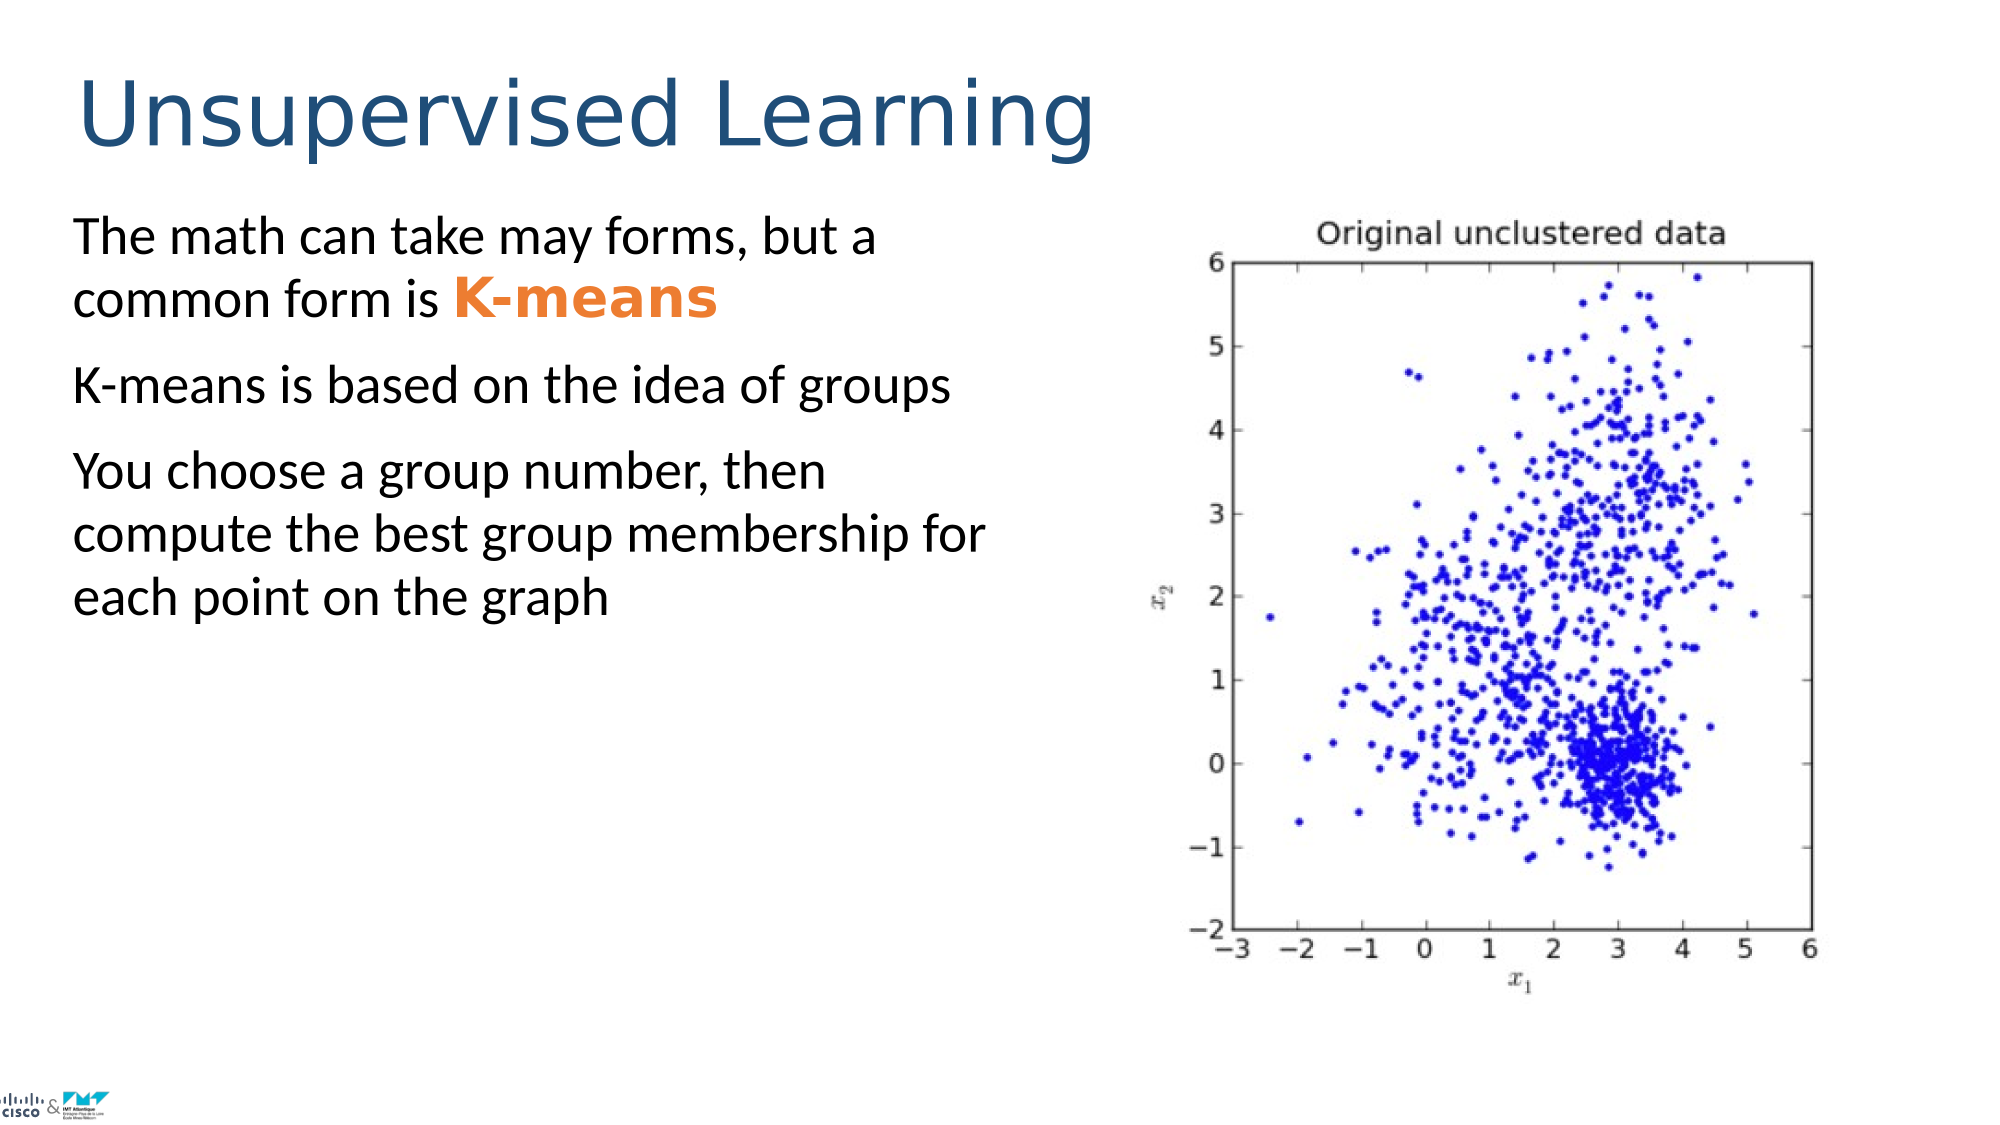 Unsupervised Learning
The math can take may forms, but a
common form is K-means
K-means is based on the idea of groups
You choose a group number, then
compute the best group membership for
each point on the graph
Original unclustered data
6
5
4
3
2
1
0
−1
−2
x₂
−3 −2 −1 0 1 2 3 4 5 6
x₁
cisco & IMT Atlantique